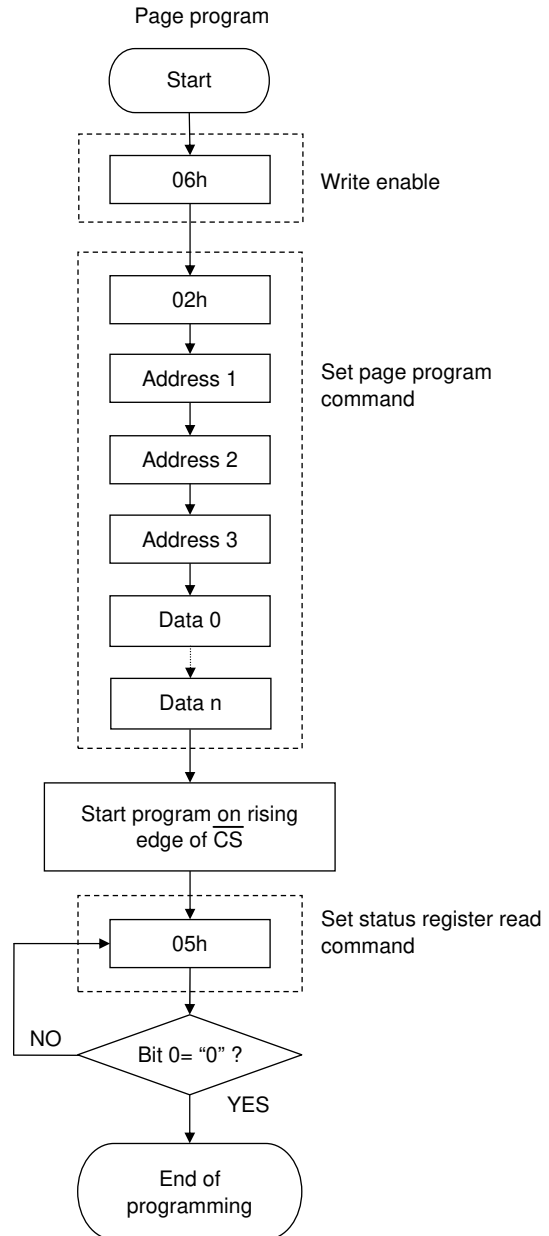 Page program
Start
06h
Write enable
02h
Address 1
Set page program
command
Address 2
Address 3
Data 0
Data n
Start program on rising
edge of C̅S̅
Set status register read
command
05h
NO
Bit 0= “0” ?
YES
End of
programming